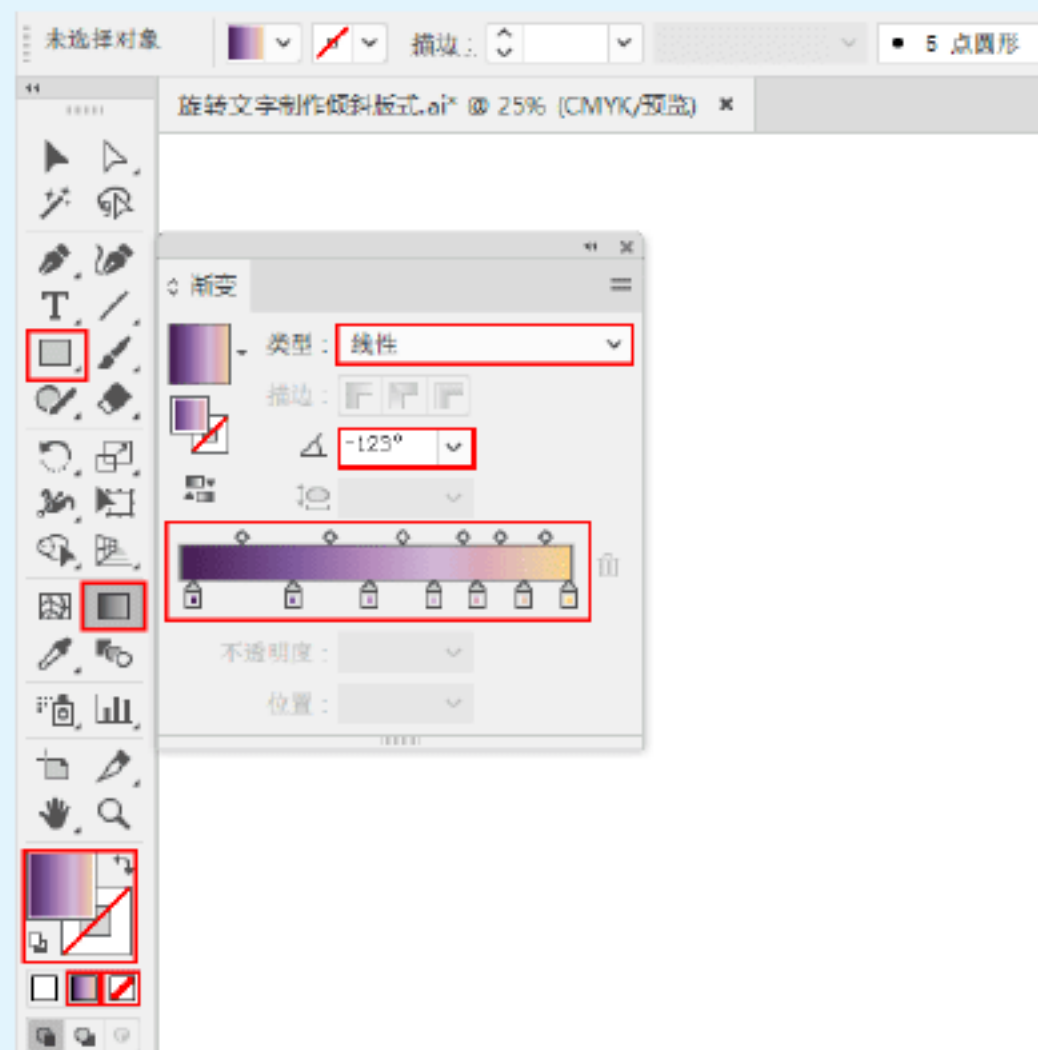 未选择对象 描边： 5 点圆形
旋转文字制作倾斜版式.ai* @ 25% (CMYK/预览) ×
渐变
类型： 线性
描边：
-123°
不透明度：
位置：